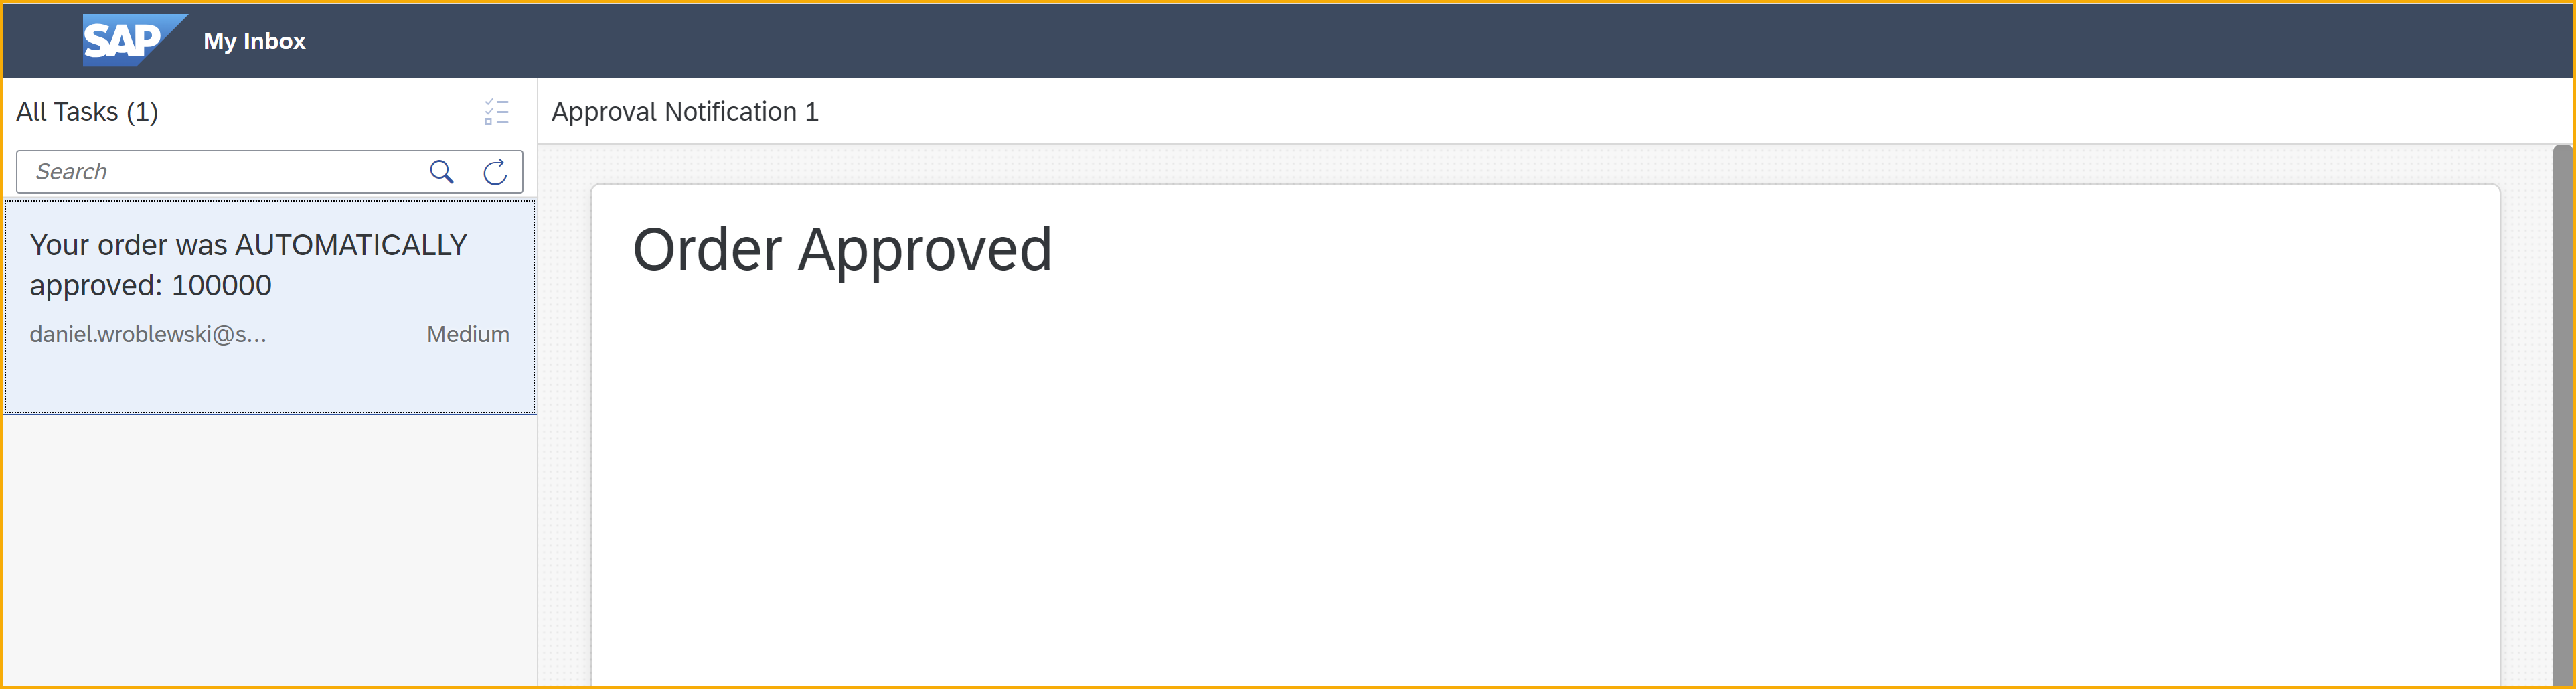 SAP My Inbox
All Tasks (1)
Search
Your order was AUTOMATICALLY
approved: 100000
daniel.wroblewski@s... Medium
Approval Notification 1
Order Approved